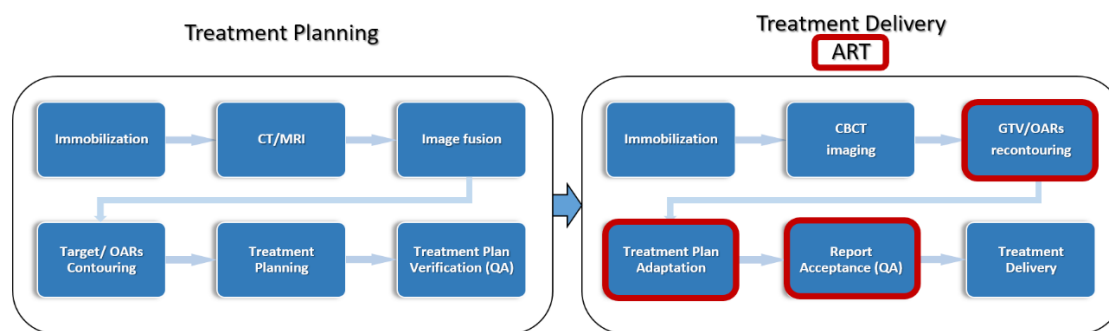 Treatment Planning
Immobilization
CT/MRI
Image fusion
Target/ OARs
Contouring
Treatment
Planning
Treatment Plan
Verification (QA)
Treatment Delivery
ART
Immobilization
CBCT
imaging
GTV/OARs
recontouring
Treatment Plan
Adaptation
Report
Acceptance (QA)
Treatment
Delivery